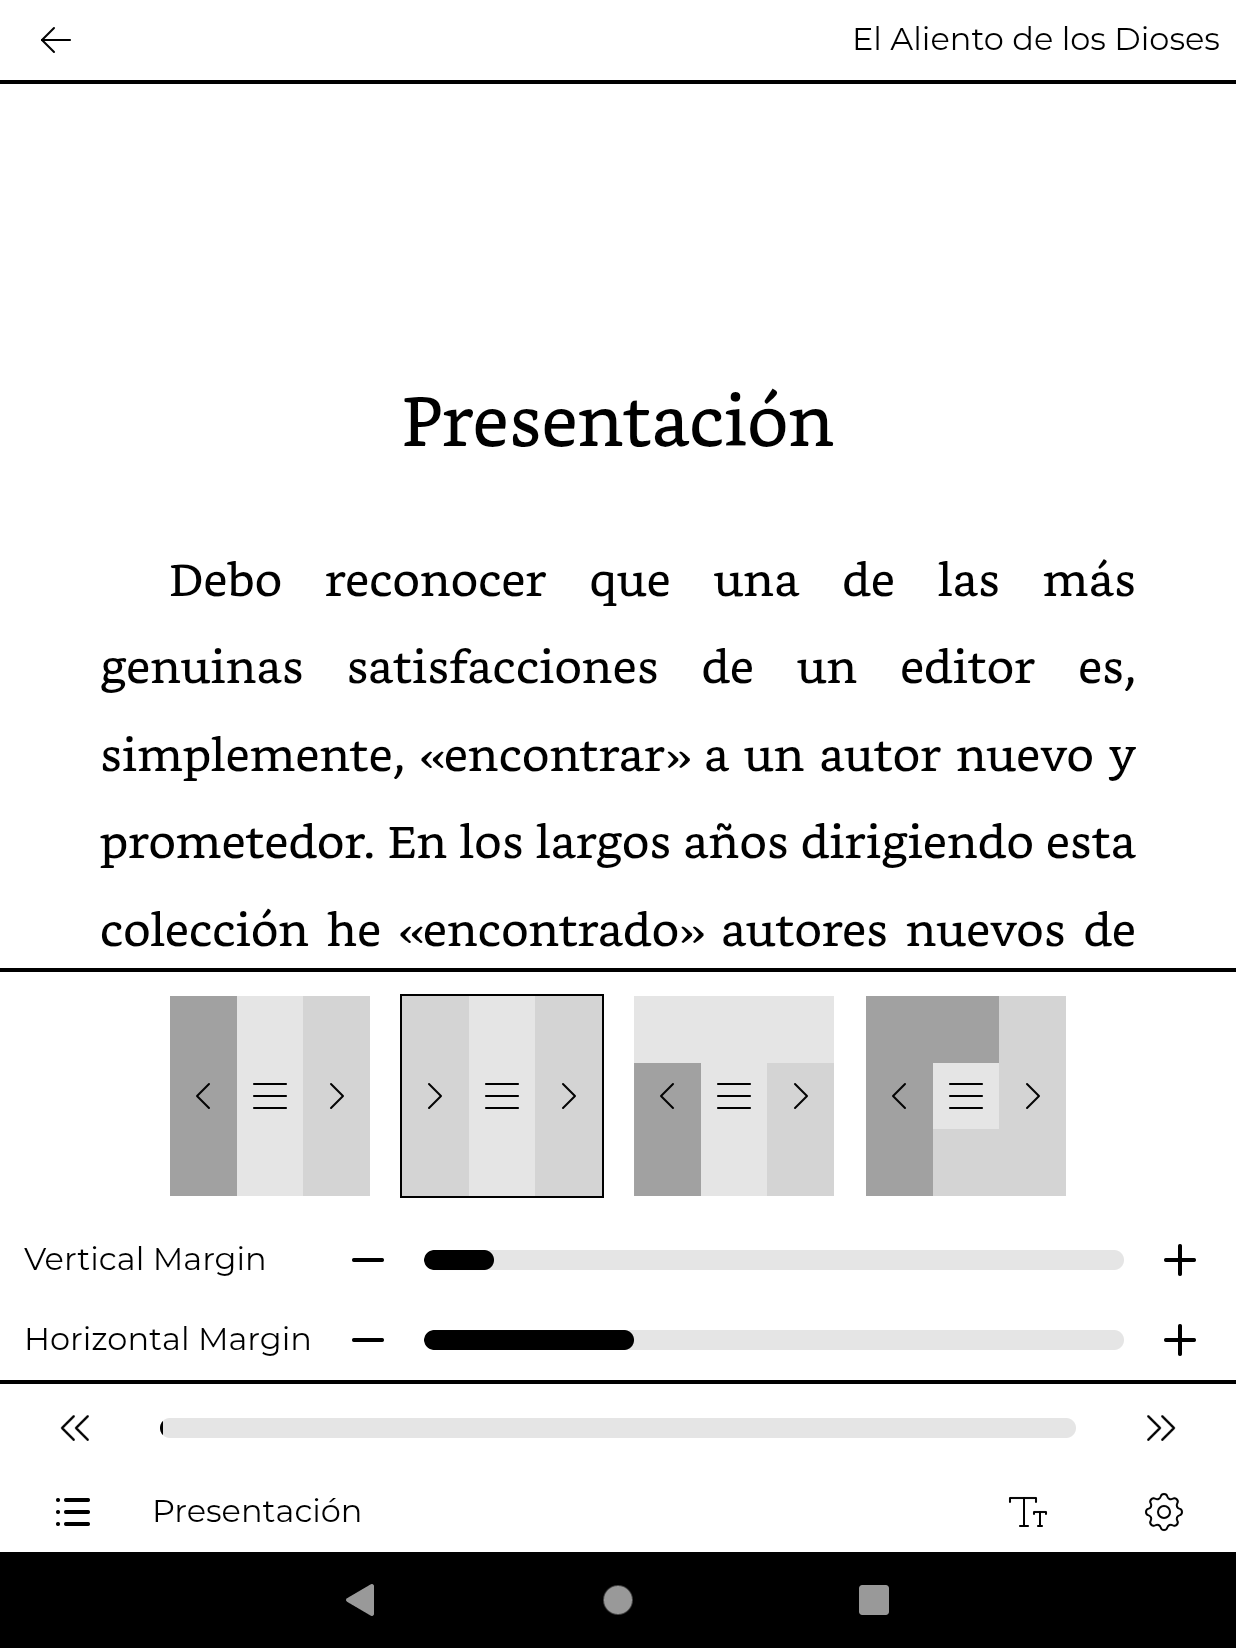 El Aliento de los Dioses
Presentación
Debo reconocer que una de las más
genuinas satisfacciones de un editor es,
simplemente, «encontrar» a un autor nuevo y
prometedor. En los largos años dirigiendo esta
colección he «encontrado» autores nuevos de
Vertical Margin
Horizontal Margin
Presentación